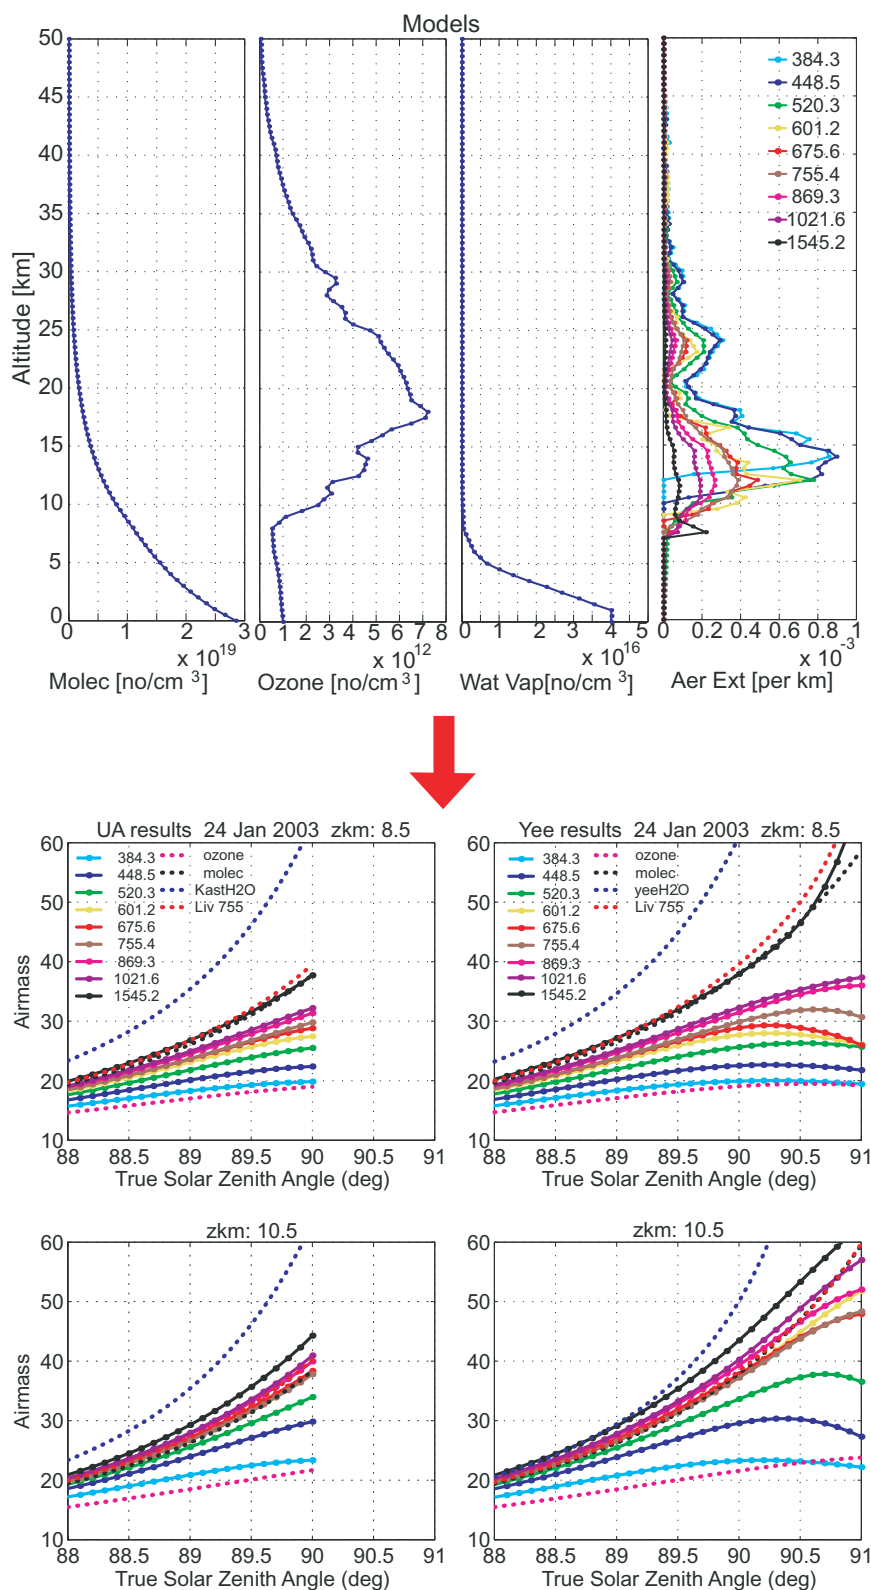 Models
50
45
40
35
30
25
20
15
10
5
0
Altitude [km]
0 1 2 3
x 10^19
Molec [no/cm ^3]
0 1 2 3 4 5 6 7 8
x 10^12
Ozone [no/cm ^3]
0 1 2 3 4 5
x 10^16
Wat Vap[no/cm ^3]
384.3
448.5
520.3
601.2
675.6
755.4
869.3
1021.6
1545.2
0 0.2 0.4 0.6 0.8 1
x 10^-3
Aer Ext [per km]
UA results 24 Jan 2003 zkm: 8.5
60
50
40
30
20
10
Airmass
384.3
448.5
520.3
601.2
675.6
755.4
869.3
1021.6
1545.2
ozone
molec
KastH2O
Liv 755
88 88.5 89 89.5 90 90.5 91
True Solar Zenith Angle (deg)
Yee results 24 Jan 2003 zkm: 8.5
60
50
40
30
20
10
Airmass
384.3
448.5
520.3
601.2
675.6
755.4
869.3
1021.6
1545.2
ozone
molec
yeeH2O
Liv 755
88 88.5 89 89.5 90 90.5 91
True Solar Zenith Angle (deg)
zkm: 10.5
60
50
40
30
20
10
Airmass
88 88.5 89 89.5 90 90.5 91
True Solar Zenith Angle (deg)
zkm: 10.5
60
50
40
30
20
10
Airmass
88 88.5 89 89.5 90 90.5 91
True Solar Zenith Angle (deg)